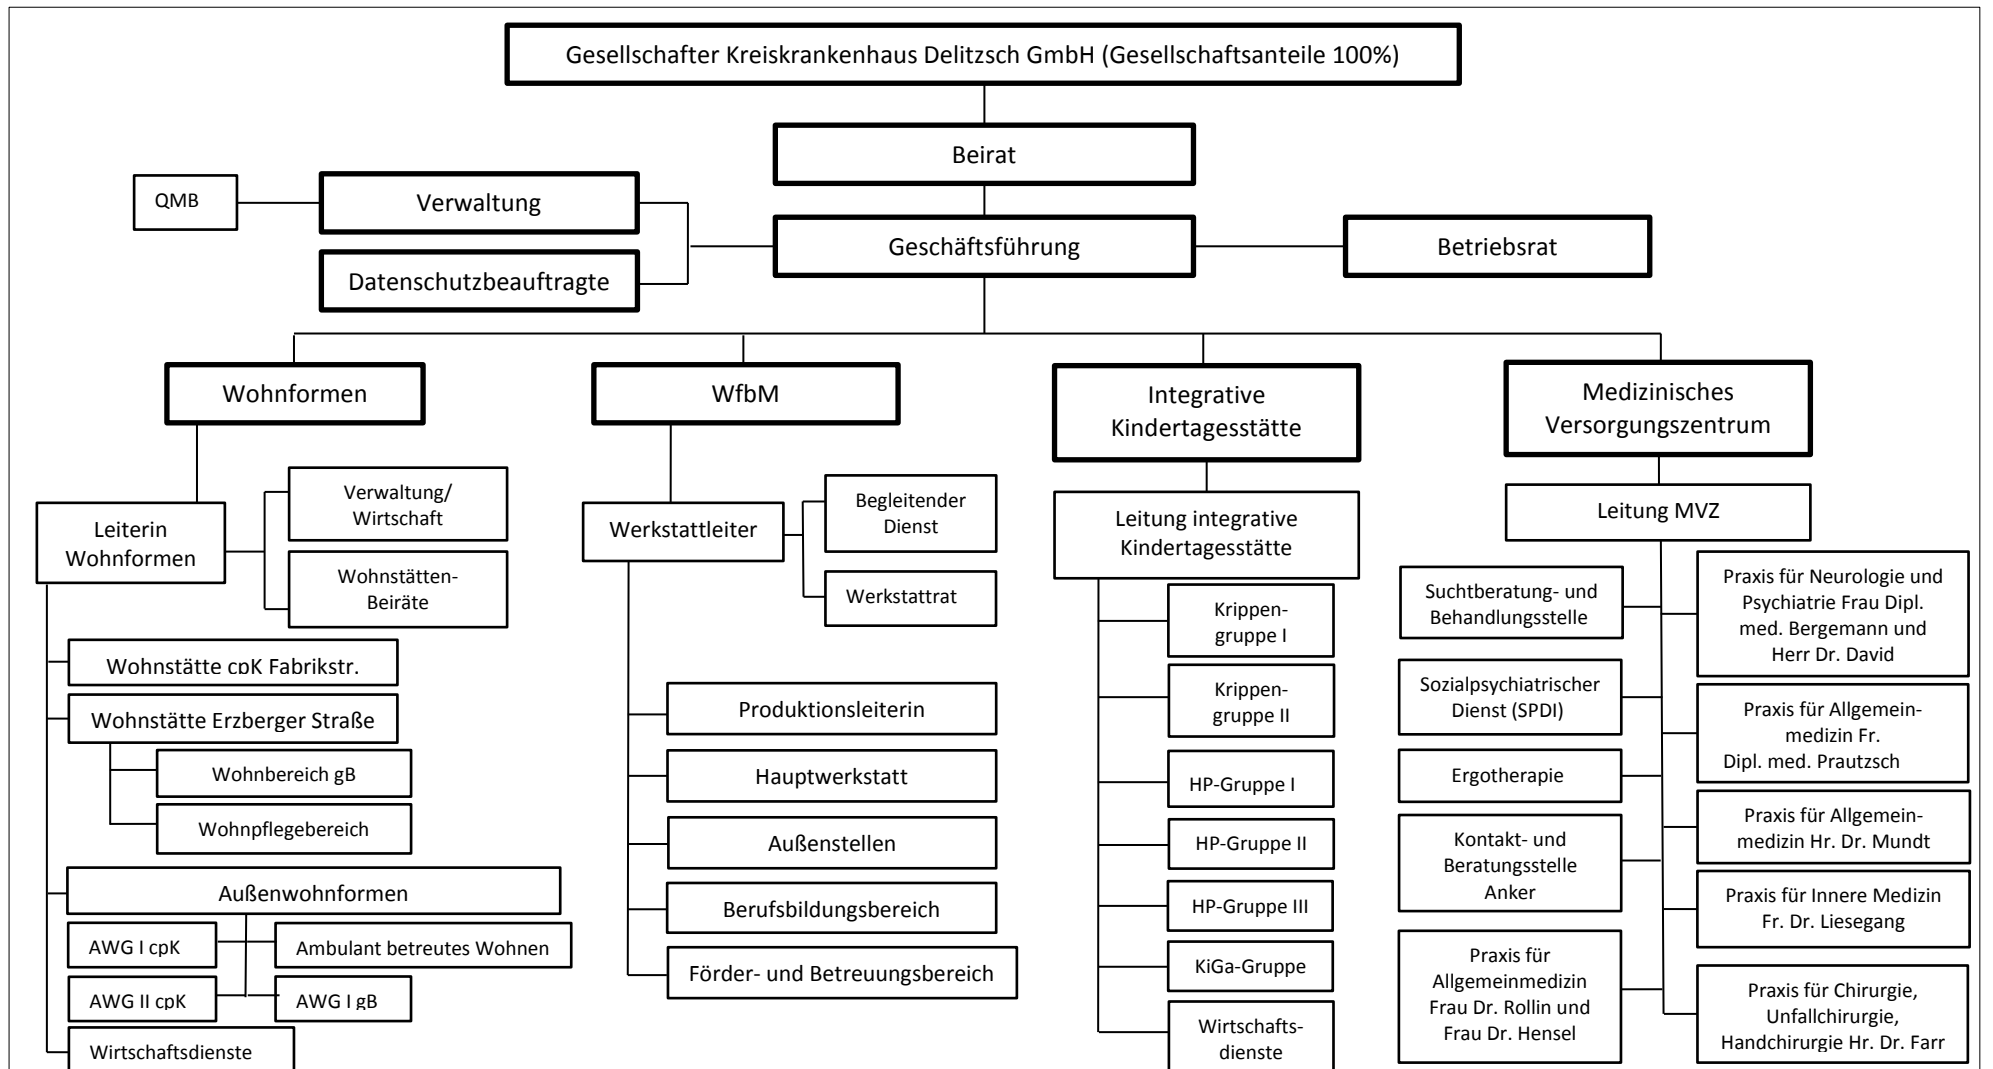 Gesellschafter Kreiskrankenhaus Delitzsch GmbH (Gesellschaftsanteile 100%)
Beirat
QMB
Verwaltung
Geschäftsführung
Betriebsrat
Datenschutzbeauftragte
Wohnformen
WfbM
Integrative
Kindertagesstätte
Medizinisches
Versorgungszentrum
Leiterin
Wohnformen
Verwaltung/
Wirtschaft
Wohnstätten-
Beiräte
Wohnstätte cpK Fabrikstr.
Wohnstätte Erzberger Straße
Wohnbereich gB
Wohnpflegebereich
Außenwohnformen
AWG I cpK
Ambulant betreutes Wohnen
AWG II cpK
AWG I gB
Wirtschaftsdienste
Werkstattleiter
Begleitender
Dienst
Werkstattrat
Produktionsleiterin
Hauptwerkstatt
Außenstellen
Berufsbildungsbereich
Förder- und Betreuungsbereich
Leitung integrative
Kindertagesstätte
Krippen-
gruppe I
Krippen-
gruppe II
HP-Gruppe I
HP-Gruppe II
HP-Gruppe III
KiGa-Gruppe
Wirtschafts-
dienste
Leitung MVZ
Suchtberatung- und
Behandlungsstelle
Sozialpsychiatrischer
Dienst (SPDI)
Ergotherapie
Kontakt- und
Beratungsstelle
Anker
Praxis für
Allgemeinmedizin
Frau Dr. Rollin und
Frau Dr. Hensel
Praxis für Neurologie und
Psychiatrie Frau Dipl.
med. Bergemann und
Herr Dr. David
Praxis für Allgemein-
medizin Fr.
Dipl. med. Prautzsch
Praxis für Allgemein-
medizin Hr. Dr. Mundt
Praxis für Innere Medizin
Fr. Dr. Liesegang
Praxis für Chirurgie,
Unfallchirurgie,
Handchirurgie Hr. Dr. Farr